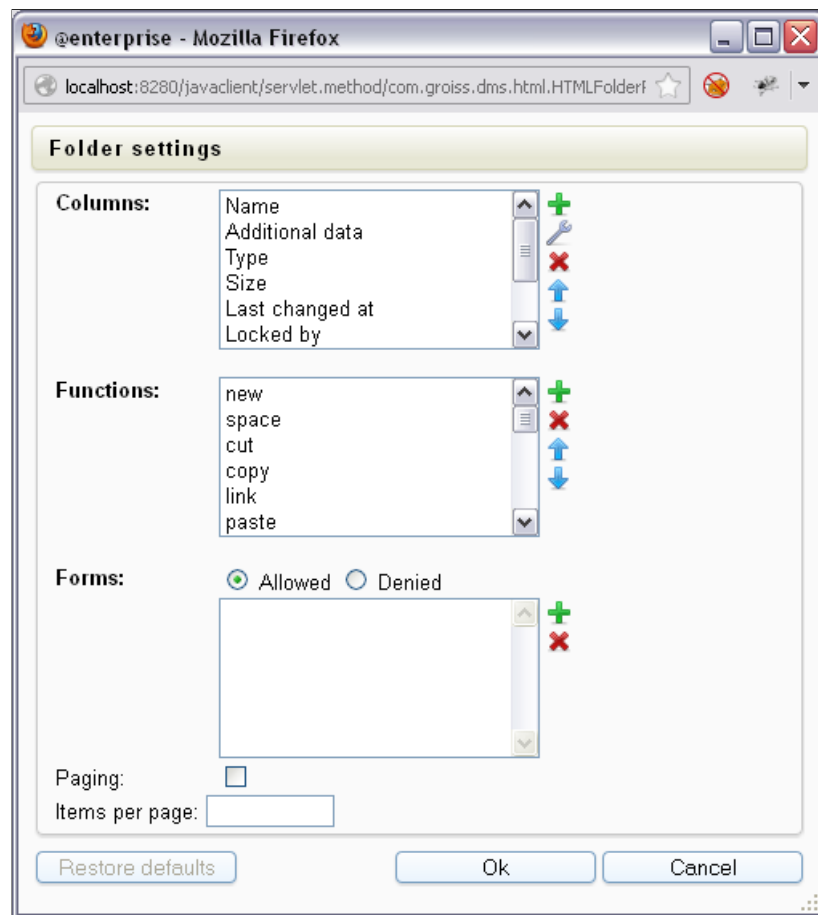 @enterprise - Mozilla Firefox
localhost:8280/javaclient/servlet.method/com.groiss.dms.html.HTMLFolder
Folder settings
Columns:
Name
Additional data
Type
Size
Last changed at
Locked by
Functions:
new
space
cut
copy
link
paste
Forms:
Allowed Denied
Paging:
Items per page:
Restore defaults Ok Cancel